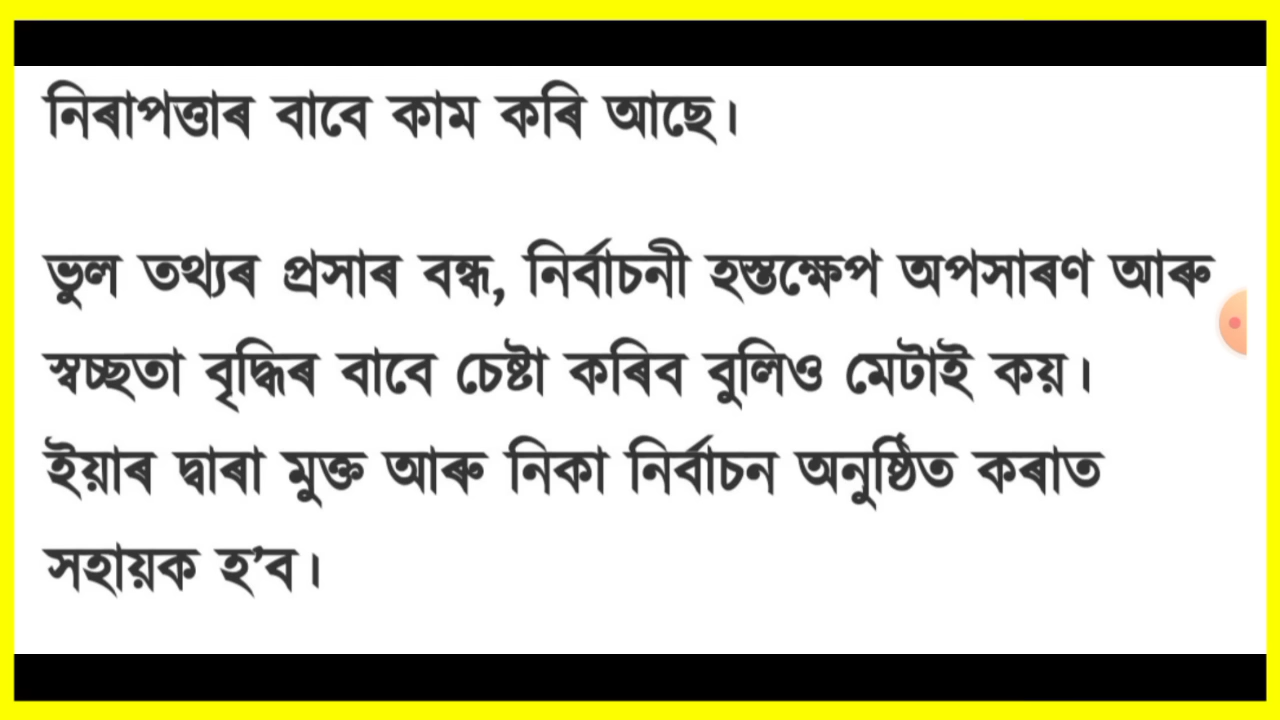 নিৰাপত্তাৰ বাবে কাম কৰি আছে।
ভুল তথ্যৰ প্ৰসাৰ বন্ধ, নিৰ্বাচনী হস্তক্ষেপ অপসাৰণ আৰু
স্বচ্ছতা বৃদ্ধিৰ বাবে চেষ্টা কৰিব বুলিও মেটাই কয়।
ইয়াৰ দ্বাৰা মুক্ত আৰু নিকা নিৰ্বাচন অনুষ্ঠিত কৰাত
সহায়ক হ’ব।